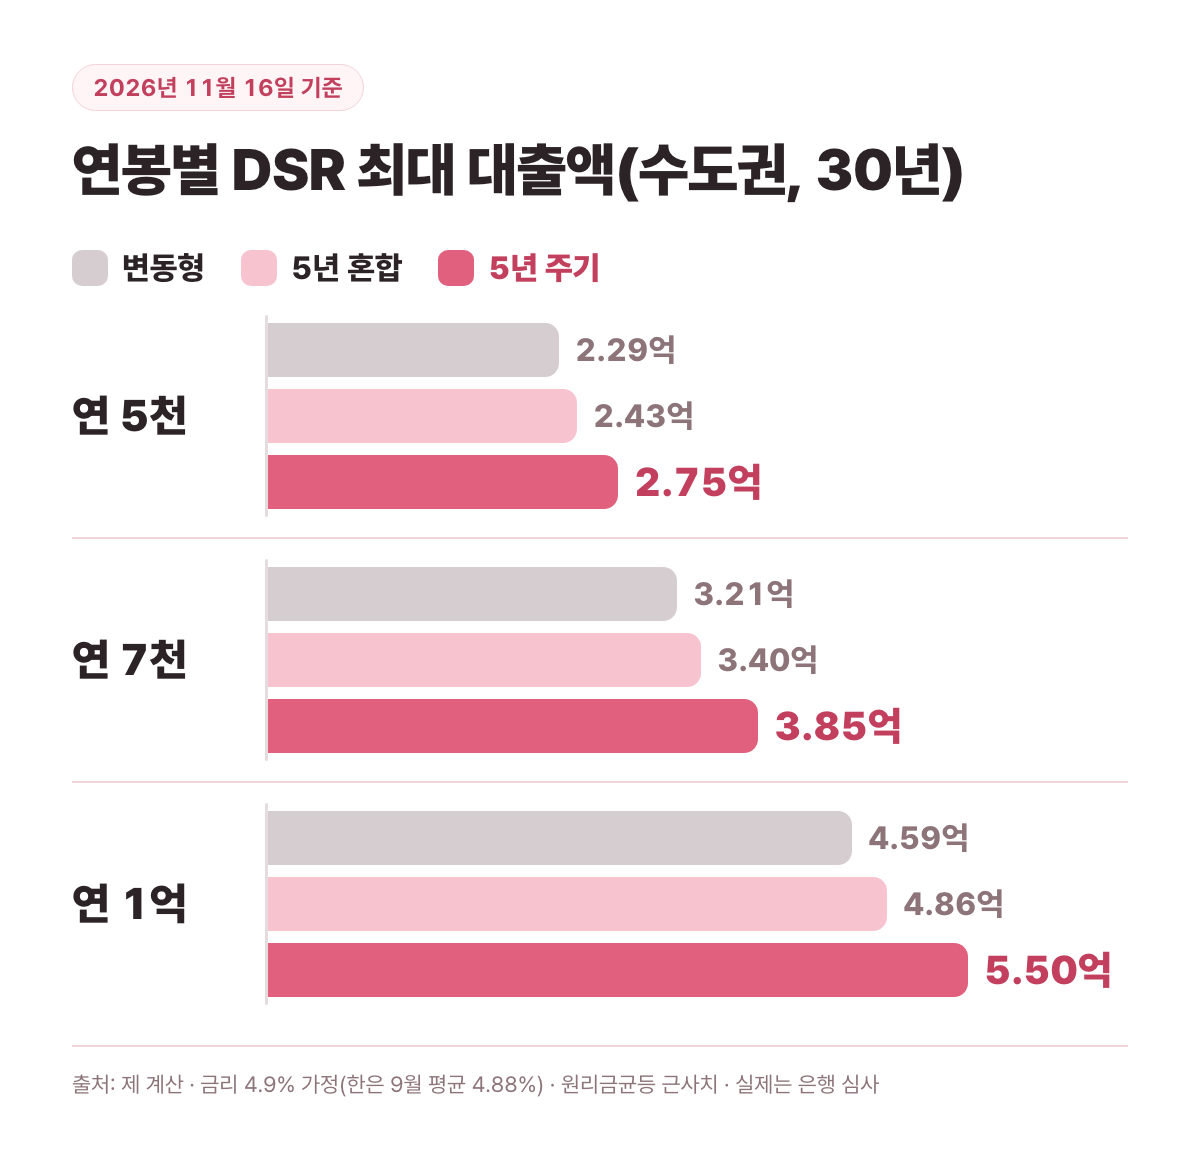 2026년 11월 16일 기준
연봉별 DSR 최대 대출액(수도권, 30년)
변동형 5년 혼합 5년 주기
연 5천
2.29억
2.43억
2.75억
연 7천
3.21억
3.40억
3.85억
연 1억
4.59억
4.86억
5.50억
출처: 제 계산 · 금리 4.9% 가정(한은 9월 평균 4.88%) · 원리금균등 근사치 · 실제는 은행 심사